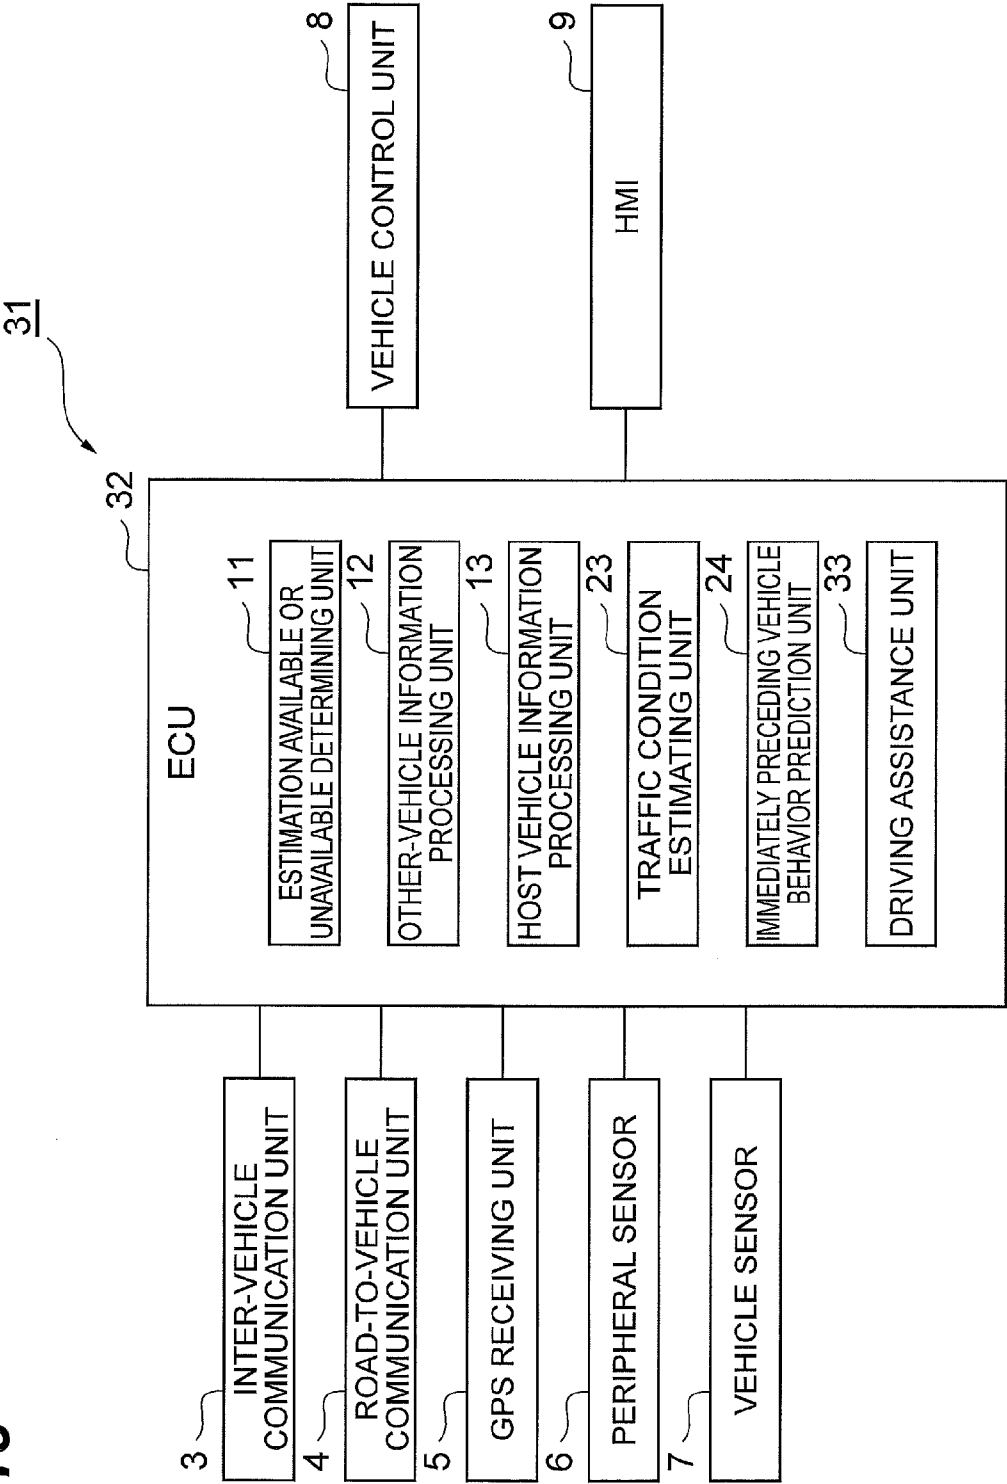 31
32
ECU
3
INTER-VEHICLE
COMMUNICATION UNIT
4
ROAD-TO-VEHICLE
COMMUNICATION UNIT
5
GPS RECEIVING UNIT
6
PERIPHERAL SENSOR
7
VEHICLE SENSOR
11
ESTIMATION AVAILABLE OR
UNAVAILABLE DETERMINING UNIT
12
OTHER-VEHICLE INFORMATION
PROCESSING UNIT
13
HOST VEHICLE INFORMATION
PROCESSING UNIT
23
TRAFFIC CONDITION
ESTIMATING UNIT
24
IMMEDIATELY PRECEDING VEHICLE
BEHAVIOR PREDICTION UNIT
33
DRIVING ASSISTANCE UNIT
8
VEHICLE CONTROL UNIT
9
HMI